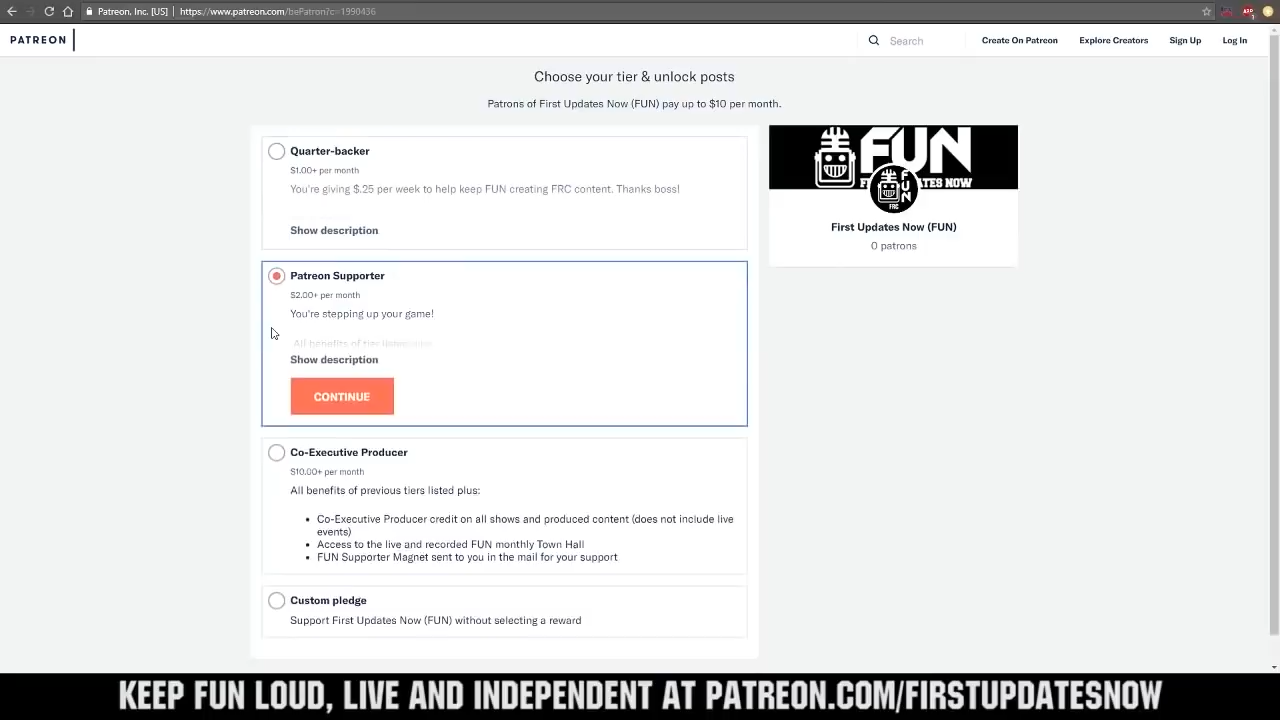 Patreon, Inc. [US] | https://www.patreon.com/bePatron?c=1990436
PATREON
Search
Create On Patreon
Explore Creators
Sign Up
Log In
Choose your tier & unlock posts
Patrons of First Updates Now (FUN) pay up to $10 per month.
Quarter-backer
$1.00+ per month
You're giving $.25 per week to help keep FUN creating FRC content. Thanks boss!
Show description
Patreon Supporter
$2.00+ per month
You're stepping up your game!
All benefits of tier
Show description
CONTINUE
Co-Executive Producer
$10.00+ per month
All benefits of previous tiers listed plus:
• Co-Executive Producer credit on all shows and produced content (does not include live
events)
• Access to the live and recorded FUN monthly Town Hall
• FUN Supporter Magnet sent to you in the mail for your support
Custom pledge
Support First Updates Now (FUN) without selecting a reward
FUN
TES NOW
FUN
FRC
First Updates Now (FUN)
0 patrons
KEEP FUN LOUD, LIVE AND INDEPENDENT AT PATREON.COM/FIRSTUPDATESNOW